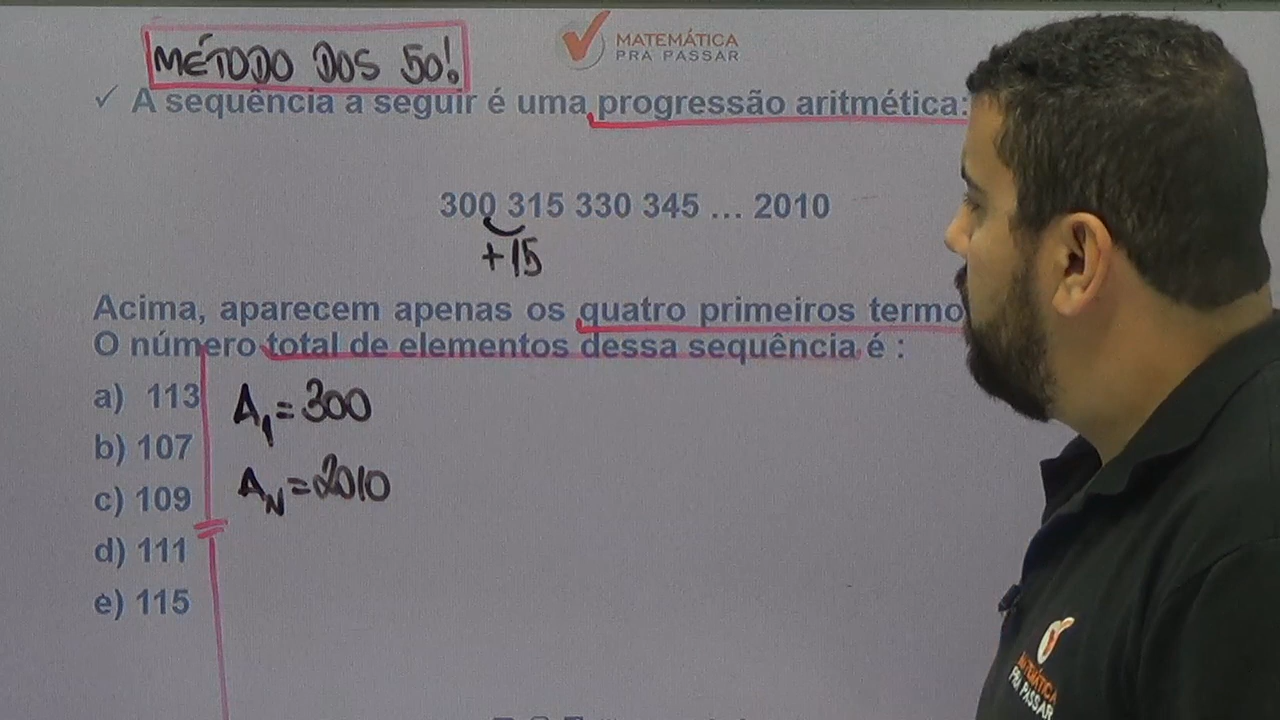 MÉTODO DOS 50!
MATEMÁTICA
PRA PASSAR
✓ A sequência a seguir é uma progressão aritmética:
300 315 330 345 ... 2010
+15
Acima, aparecem apenas os quatro primeiros termo
O número total de elementos dessa sequência é :
a) 113
b) 107
c) 109
d) 111
e) 115
A₁=300
Aₙ=2010
MATEMÁTICA
PRA PASSAR